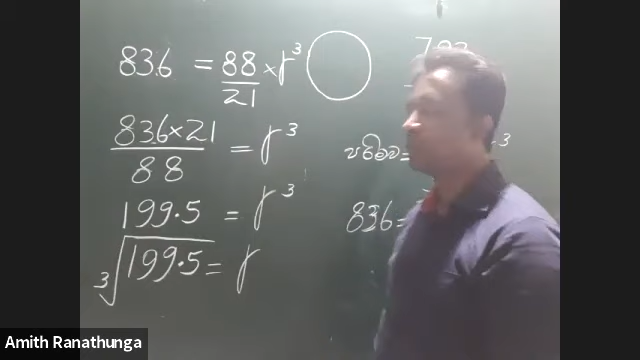 836 = 88/21 × r³
836 × 21 / 88 = r³
199.5 = r³
³√199.5 = r
පරිමාව =
836 =
Amith Ranathunga